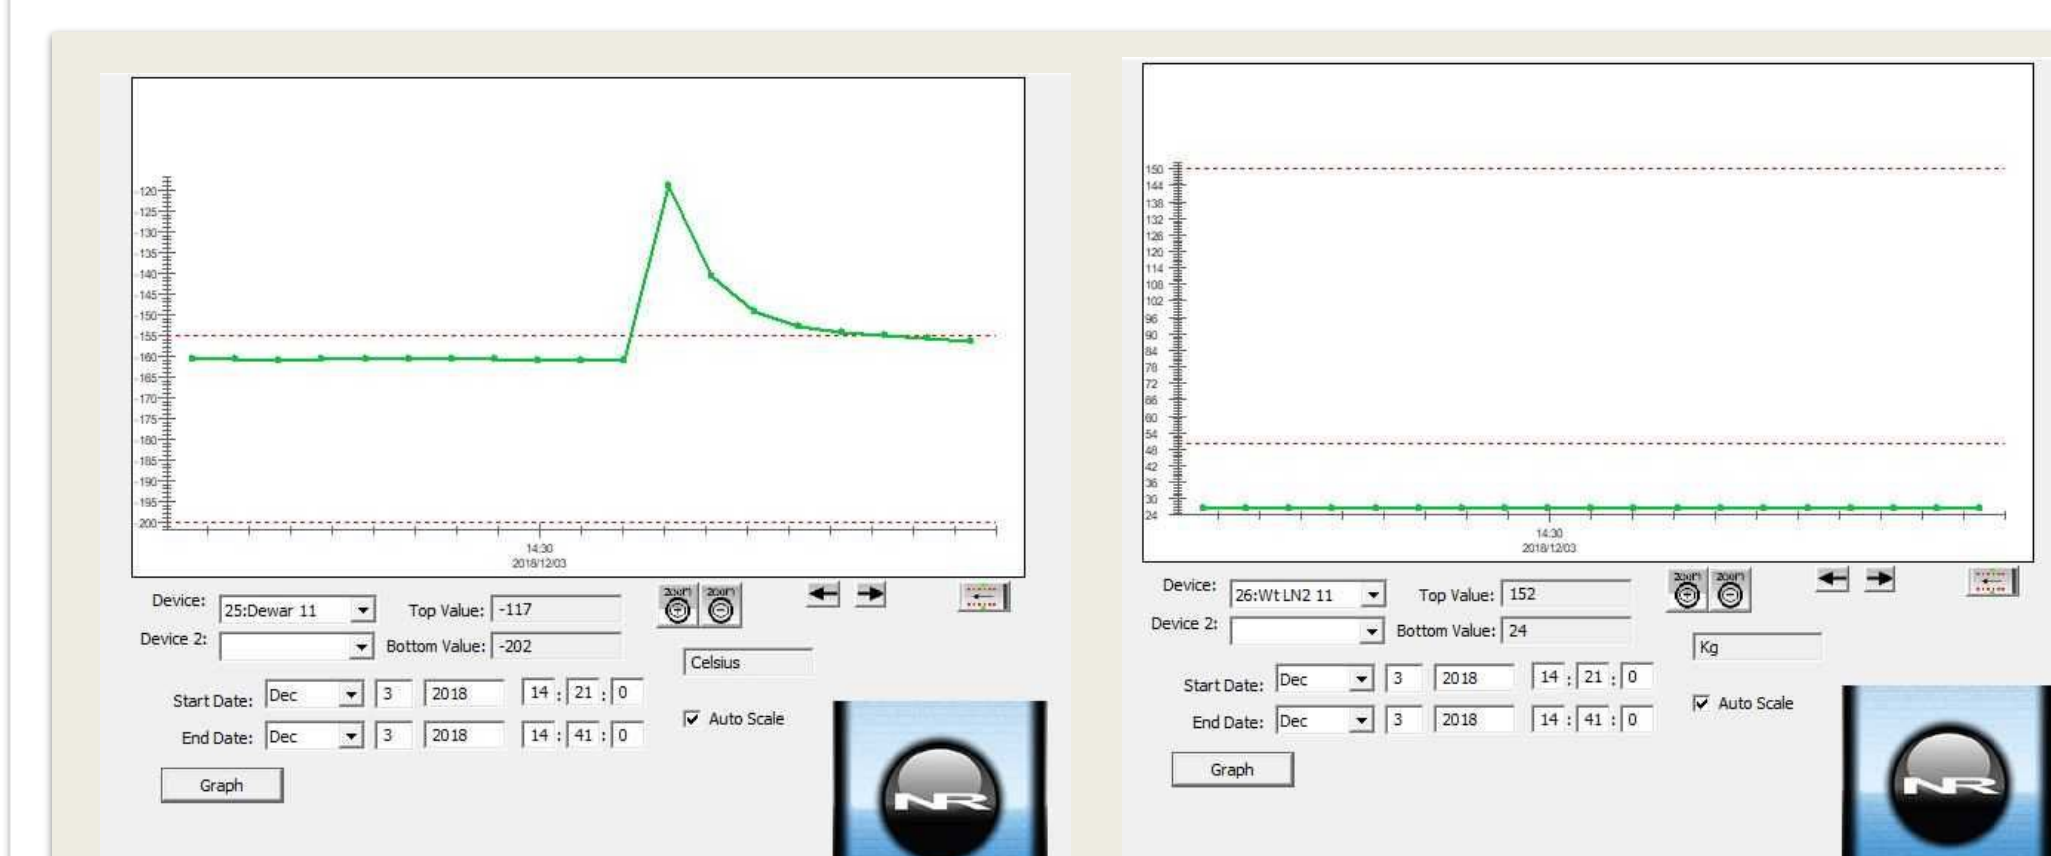 -120
-125
-130
-135
-140
-145
-150
-155
-160
-165
-170
-175
-180
-185
-190
-195
-200
14:30
2018/12/03
Device: 25:Dewar 11 Top Value: -117 zoom zoom
Device 2: Bottom Value: -202
Celsius
Start Date: Dec 3 2018 14 : 21 : 0
Auto Scale
End Date: Dec 3 2018 14 : 41 : 0
Graph
NR
150
144
138
132
126
120
114
108
102
96
90
84
78
72
66
60
54
48
42
36
30
24
14:30
2018/12/03
Device: 26:Wt LN2 11 Top Value: 152 zoom zoom
Device 2: Bottom Value: 24
Kg
Start Date: Dec 3 2018 14 : 21 : 0
Auto Scale
End Date: Dec 3 2018 14 : 41 : 0
Graph
NR